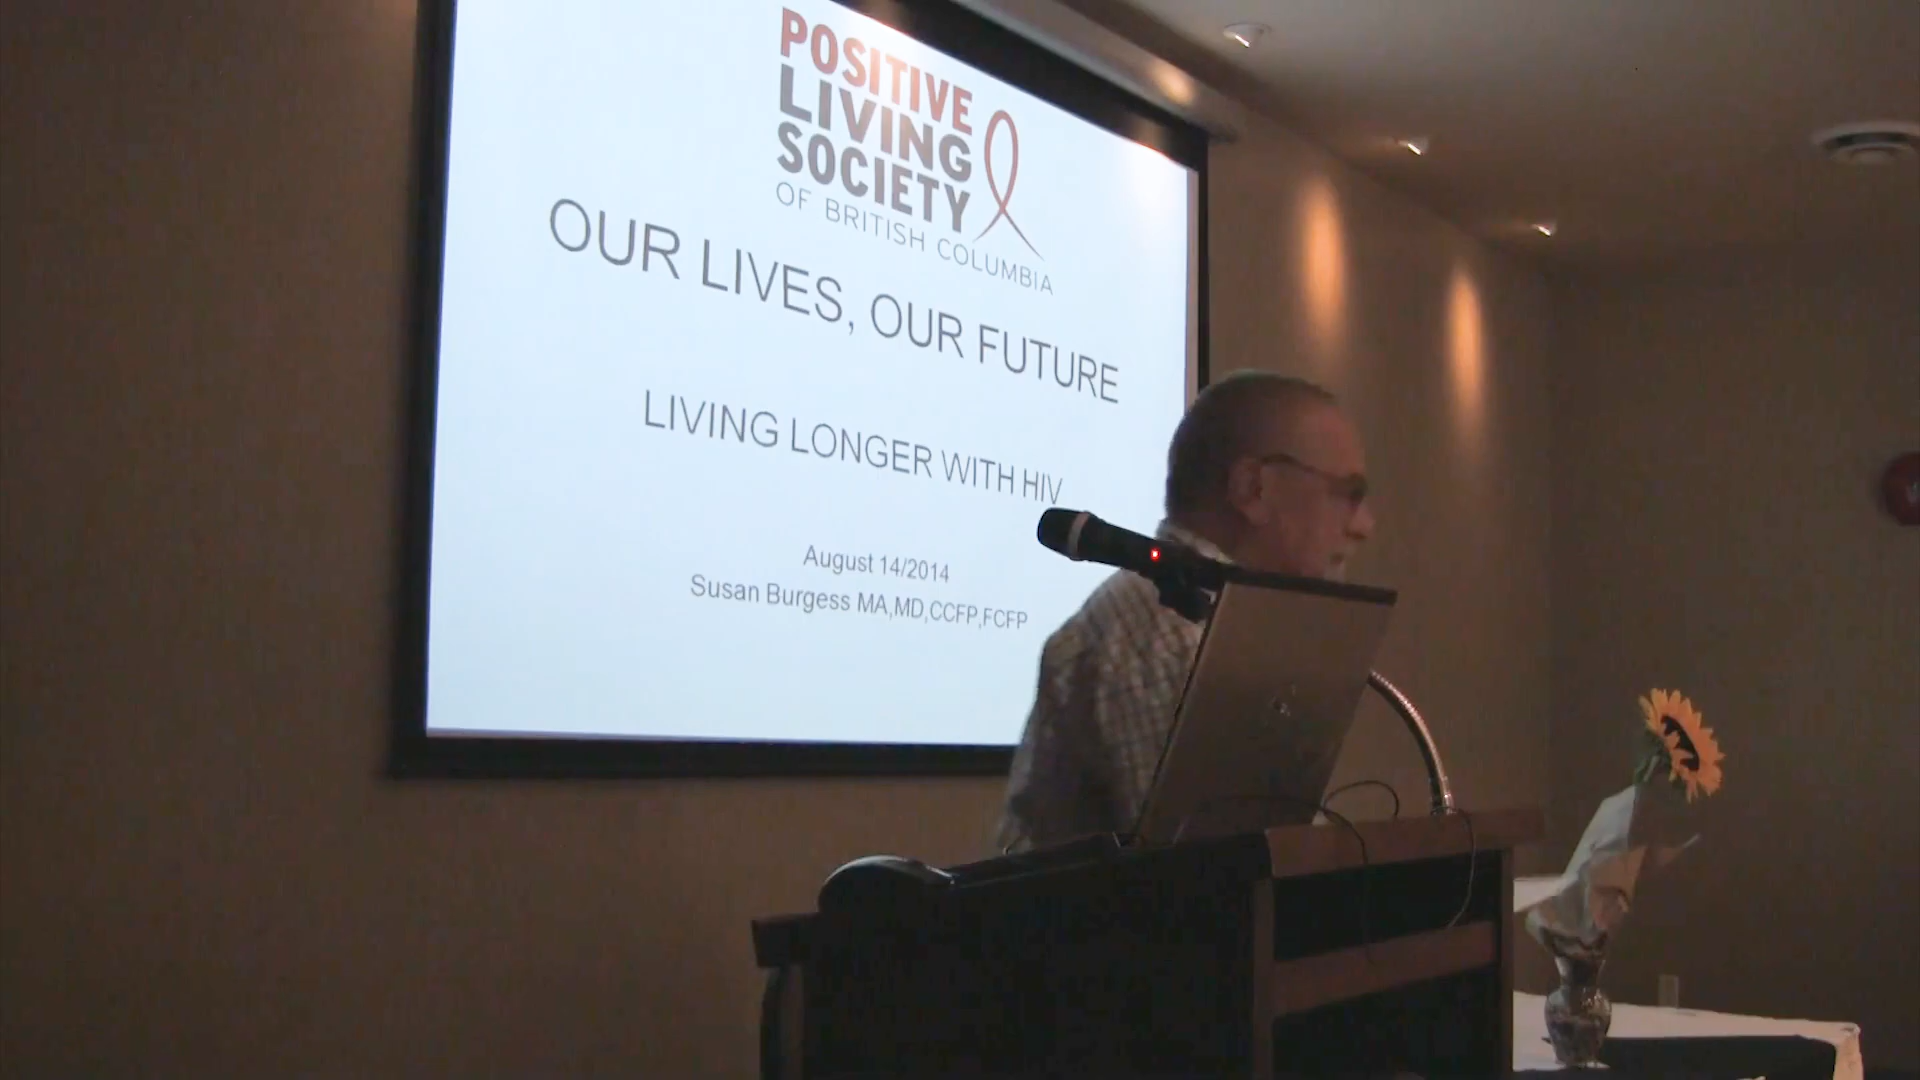 POSITIVE
LIVING
SOCIETY
OF BRITISH COLUMBIA
OUR LIVES, OUR FUTURE
LIVING LONGER WITH HIV
August 14/2014
Susan Burgess MA,MD,CCFP,FCFP